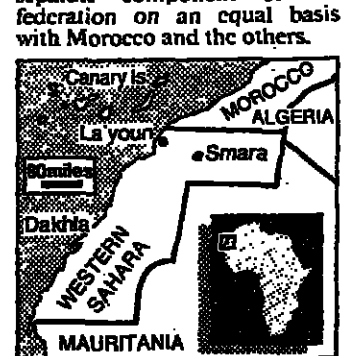 federation on an equal basis
with Morocco and the others.
Canary is
MOROCCO
ALGERIA
La'youn
Smara
miles
Dakhla
WESTERN
SAHARA
MAURITANIA